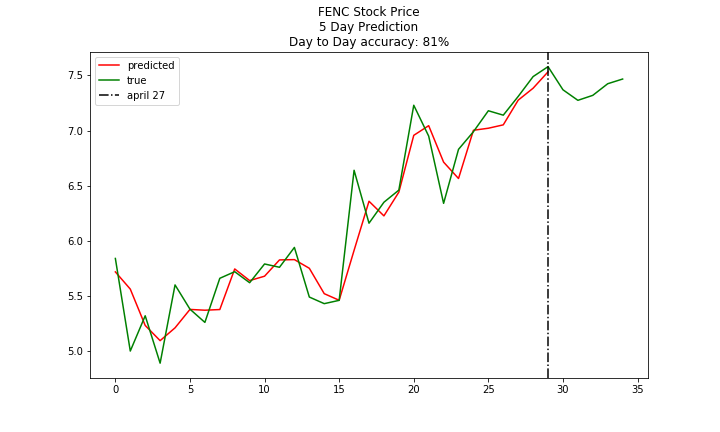 FENC Stock Price
5 Day Prediction
Day to Day accuracy: 81%
predicted
true
april 27
7.5
7.0
6.5
6.0
5.5
5.0
0 5 10 15 20 25 30 35